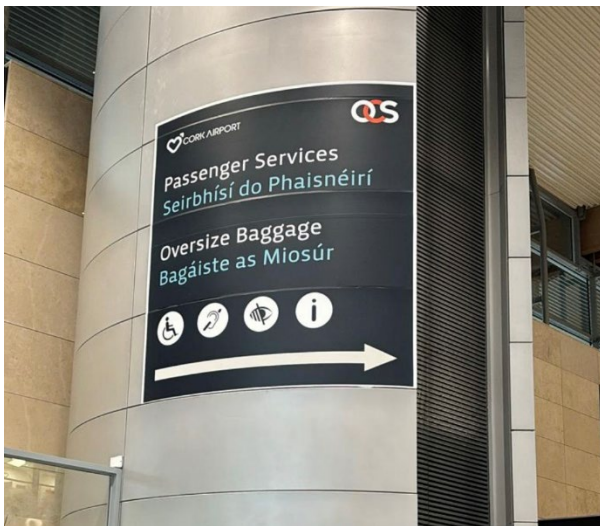 CORK AIRPORT
OCS
Passenger Services
Seirbhísí do Phaisnéirí
Oversize Baggage
Bagáiste as Miosúr
i